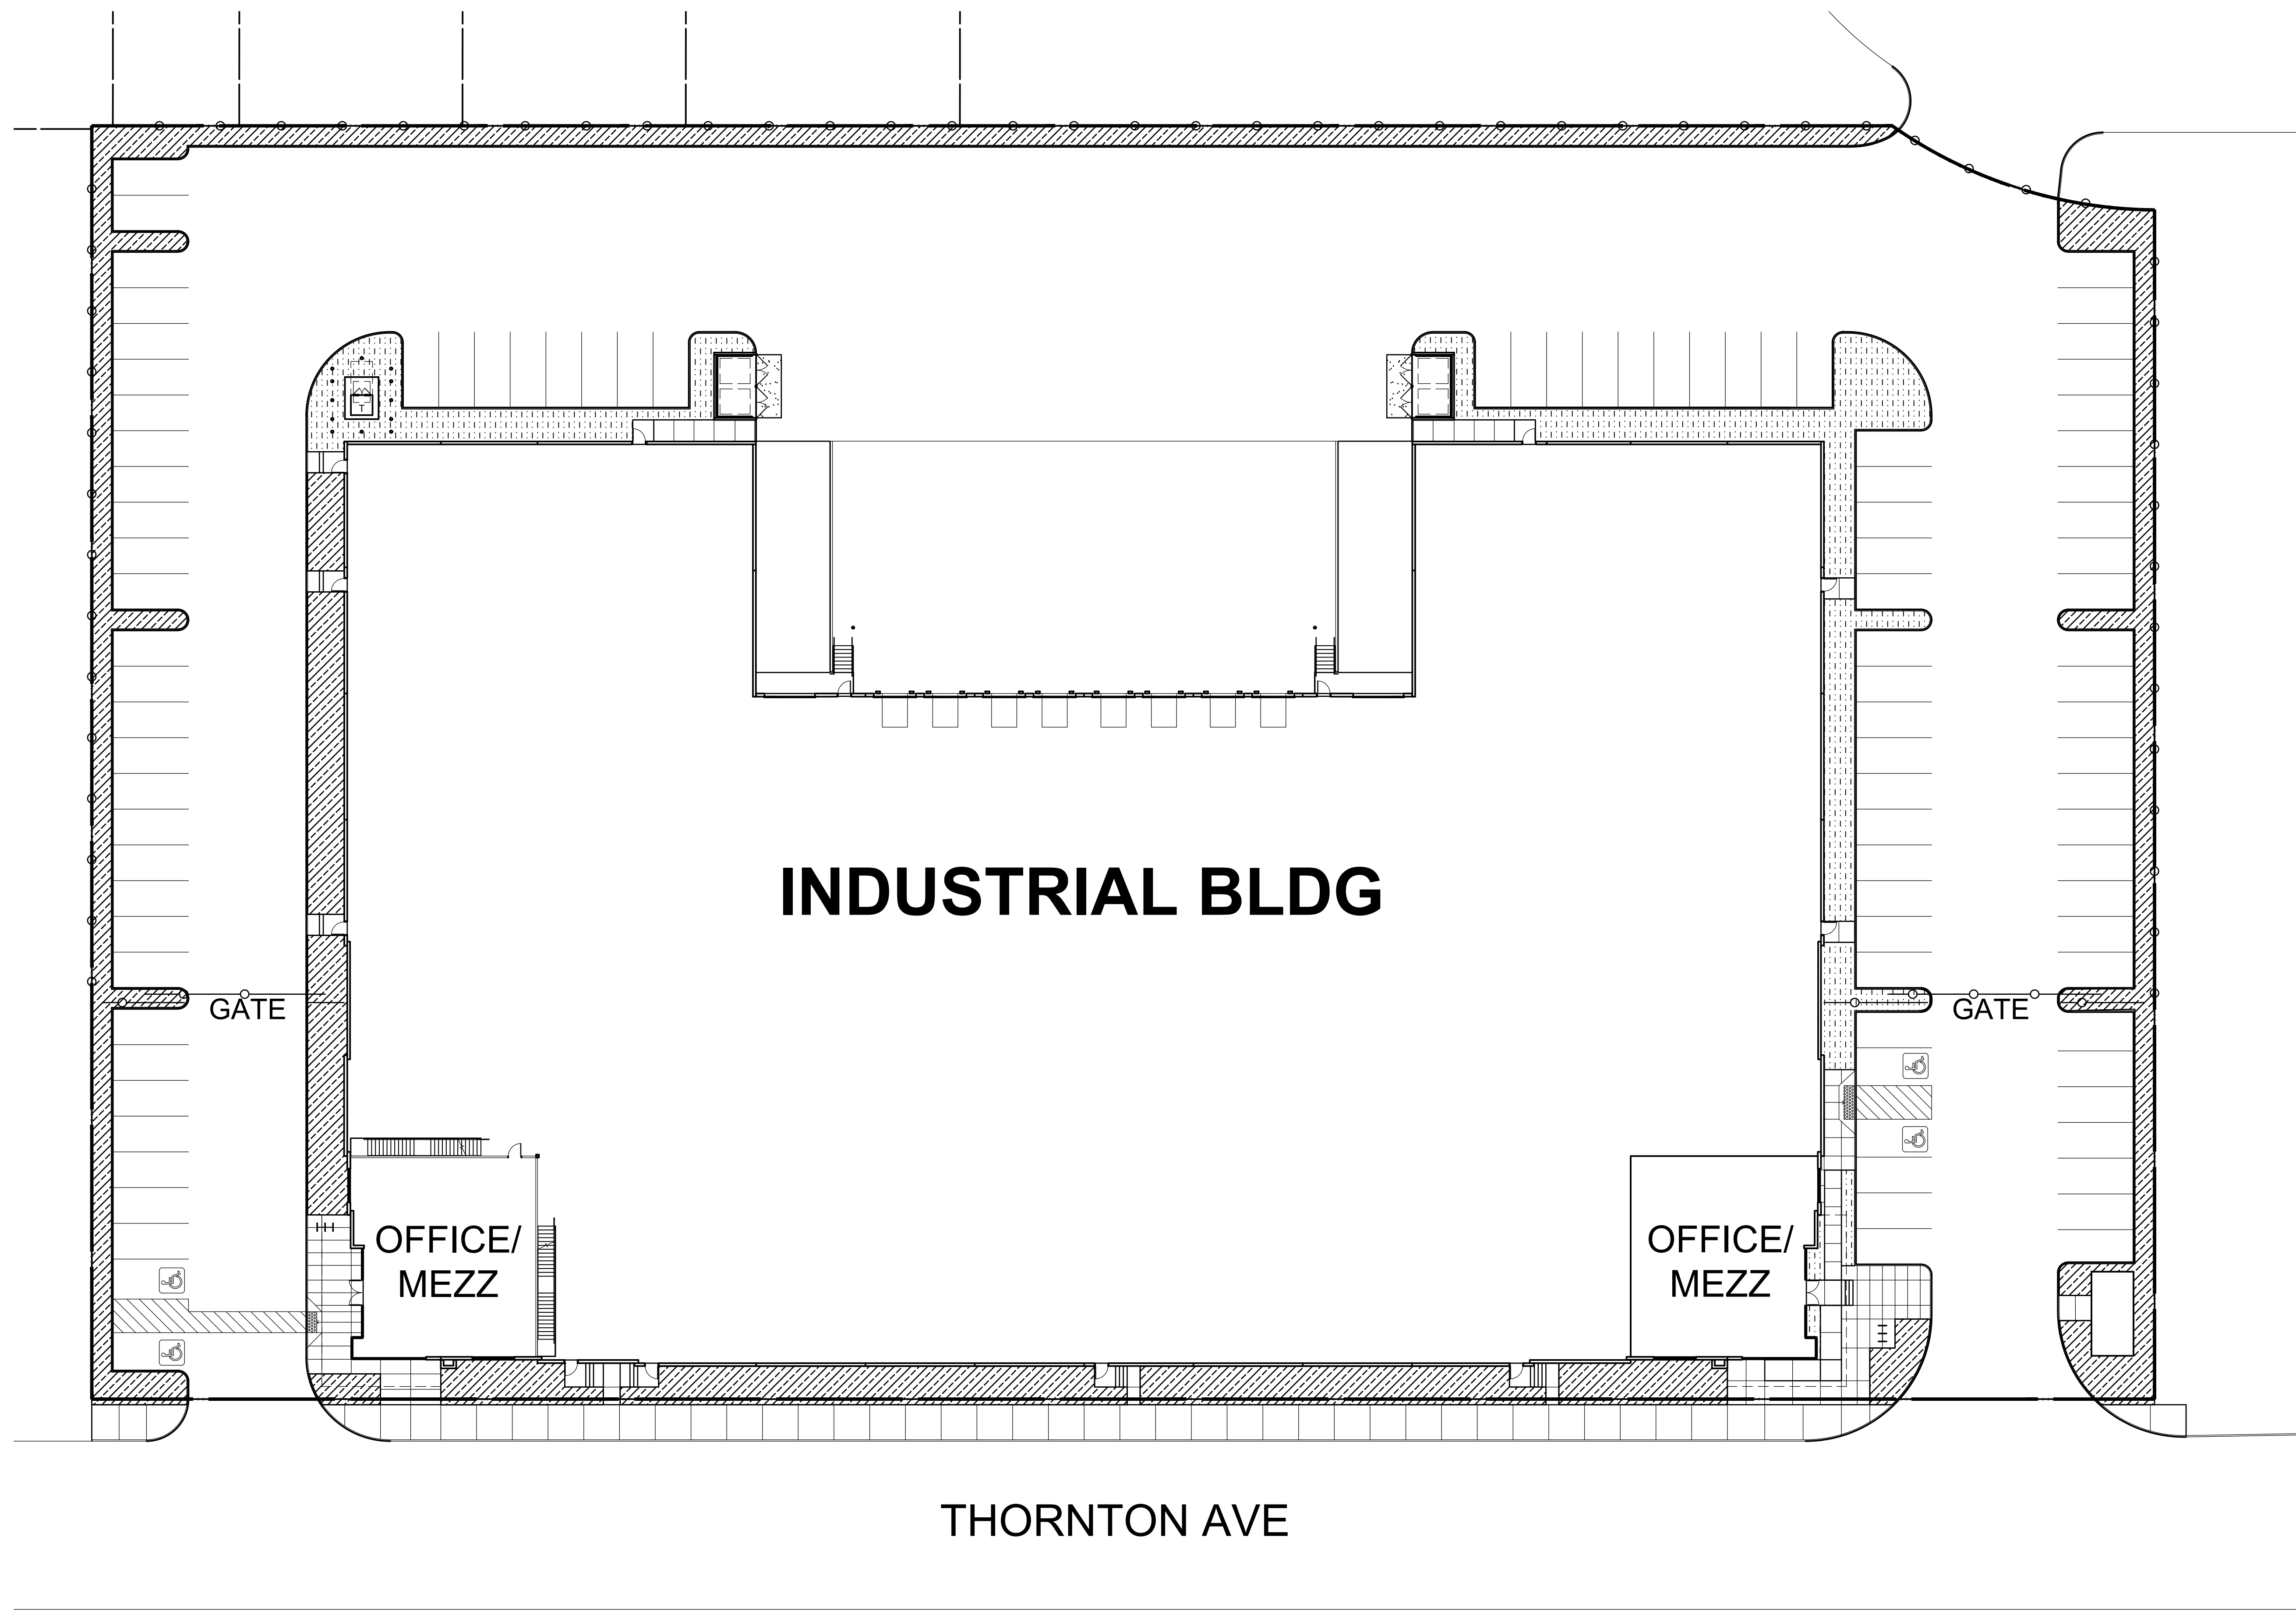 INDUSTRIAL BLDG
GATE
GATE
OFFICE/
MEZZ
OFFICE/
MEZZ
THORNTON AVE
T